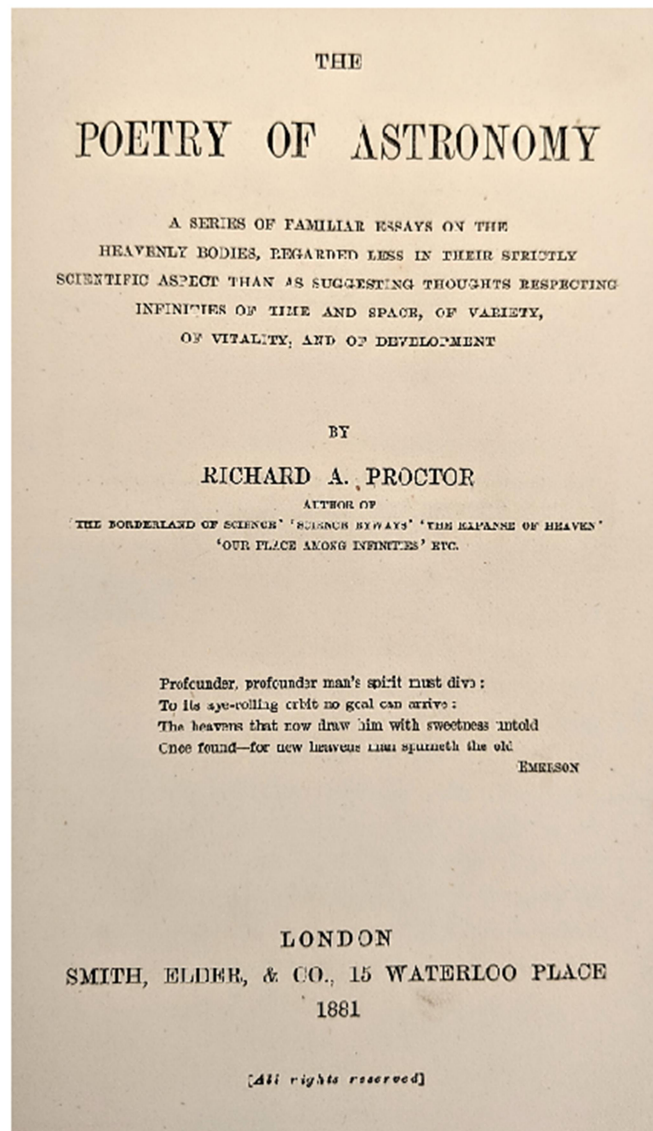 THE
POETRY OF ASTRONOMY
A SERIES OF FAMILIAR ESSAYS ON THE
HEAVENLY BODIES, REGARDED LESS IN THEIR STRICTLY
SCIENTIFIC ASPECT THAN AS SUGGESTING THOUGHTS RESPECTING
INFINITIES OF TIME AND SPACE, OF VARIETY,
OF VITALITY, AND OF DEVELOPMENT
BY
RICHARD A. PROCTOR
AUTHOR OF
'THE BORDERLAND OF SCIENCE' 'SCIENCE BYWAYS' 'THE EXPANSE OF HEAVEN'
'OUR PLACE AMONG INFINITIES' ETC.
Profounder, profounder man's spirit must dive:
To its aye-rolling orbit no goal can arrive:
The heavens that now draw him with sweetness untold
Once found—for new heavens man spurneth the old
EMERSON
LONDON
SMITH, ELDER, & CO., 15 WATERLOO PLACE
1881
[All rights reserved]